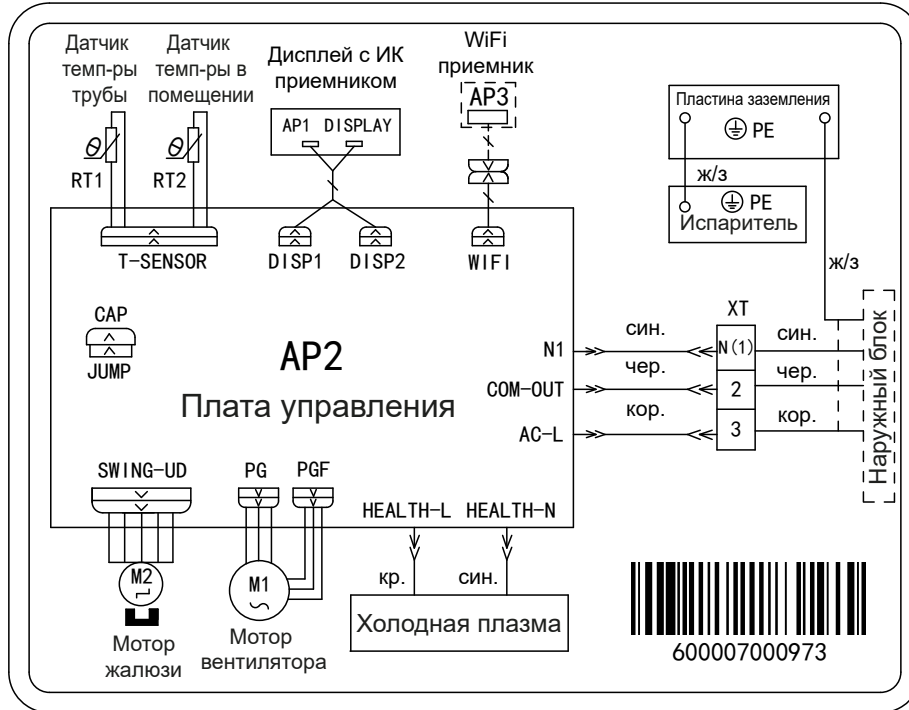 Датчик
темп-ры
трубы
Датчик
темп-ры в
помещении
Дисплей с ИК
приемником
WiFi
приемник
AP3
AP1 DISPLAY
Пластина заземления
PE
ж/з
PE
Испаритель
ж/з
RT1
RT2
T-SENSOR
DISP1
DISP2
WIFI
CAP
JUMP
AP2
Плата управления
N1
COM-OUT
AC-L
син.
чер.
кор.
XT
N(1)
2
3
син.
чер.
кор.
Наружный блок
SWING-UD
PG
PGF
HEALTH-L
HEALTH-N
M2
M1
кр.
син.
Мотор
жалюзи
Мотор
вентилятора
Холодная плазма
600007000973